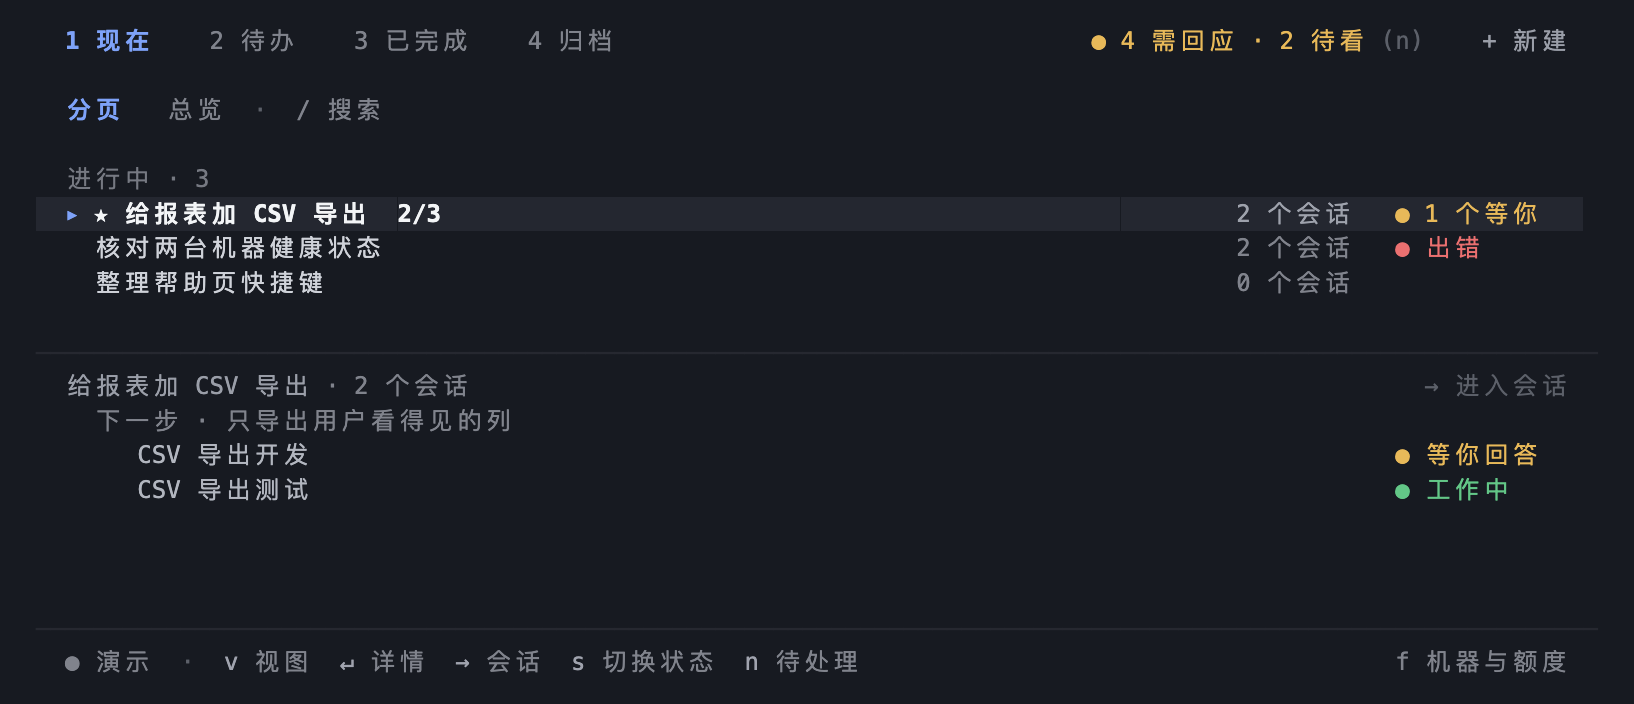 1 现在 2 待办 3 已完成 4 归档 ● 4 需回应 · 2 待看 (n) + 新建
分页 总览 · / 搜索
进行中 · 3
▸ ★ 给报表加 CSV 导出 2/3 2 个会话 ● 1 个等你
核对两台机器健康状态 2 个会话 ● 出错
整理帮助页快捷键 0 个会话
给报表加 CSV 导出 · 2 个会话 → 进入会话
下一步 · 只导出用户看得见的列
CSV 导出开发 ● 等你回答
CSV 导出测试 ● 工作中
● 演示 · v 视图 ↵ 详情 → 会话 s 切换状态 n 待处理 f 机器与额度